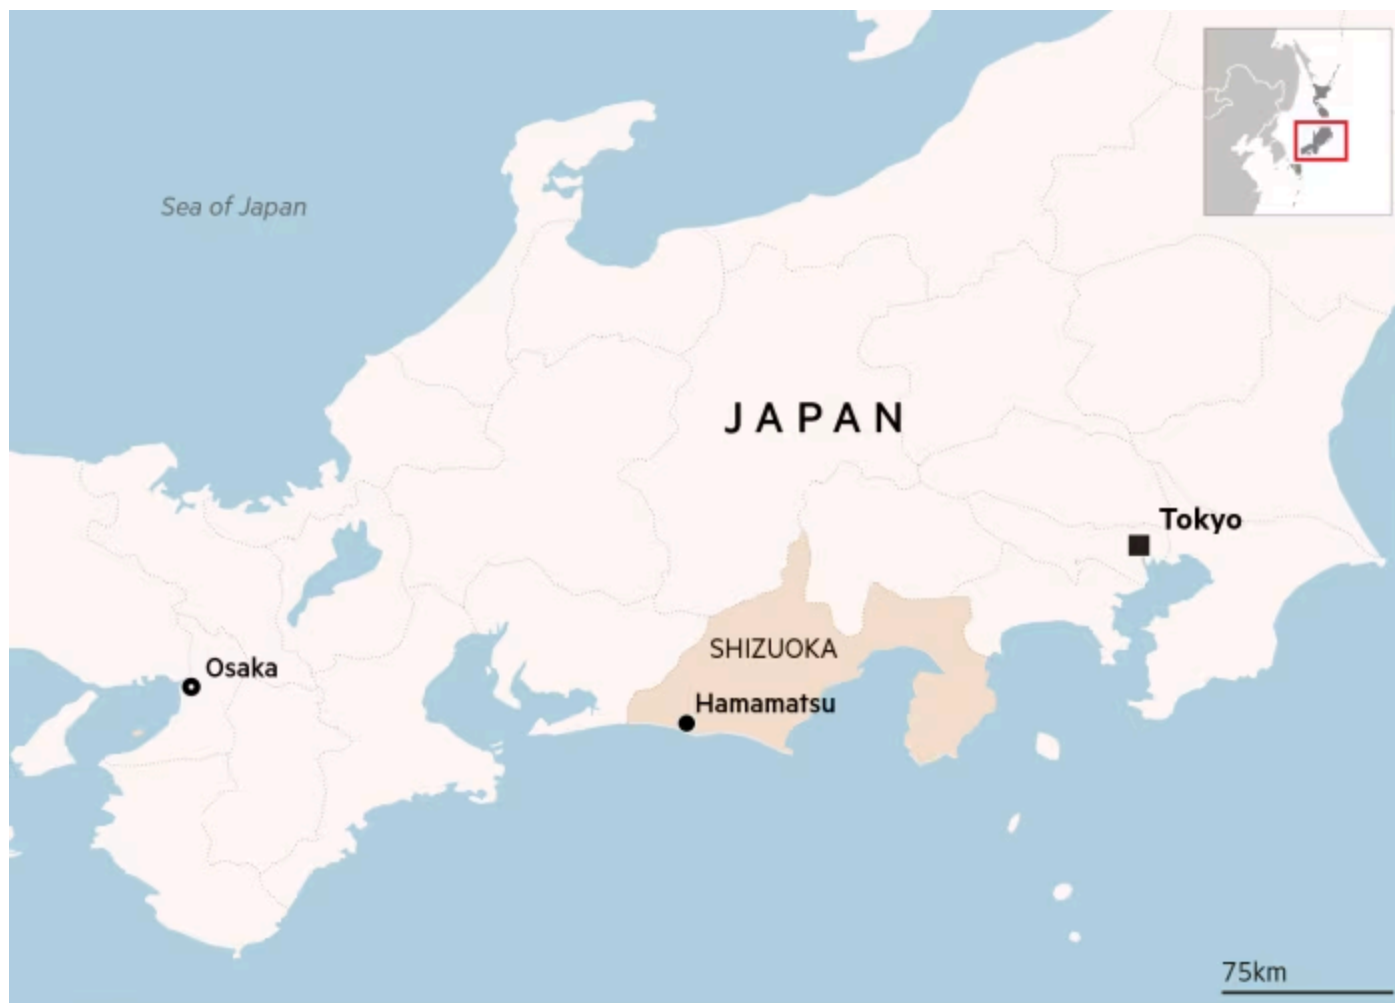 Sea of Japan
JAPAN
Tokyo
SHIZUOKA
Osaka
Hamamatsu
75km